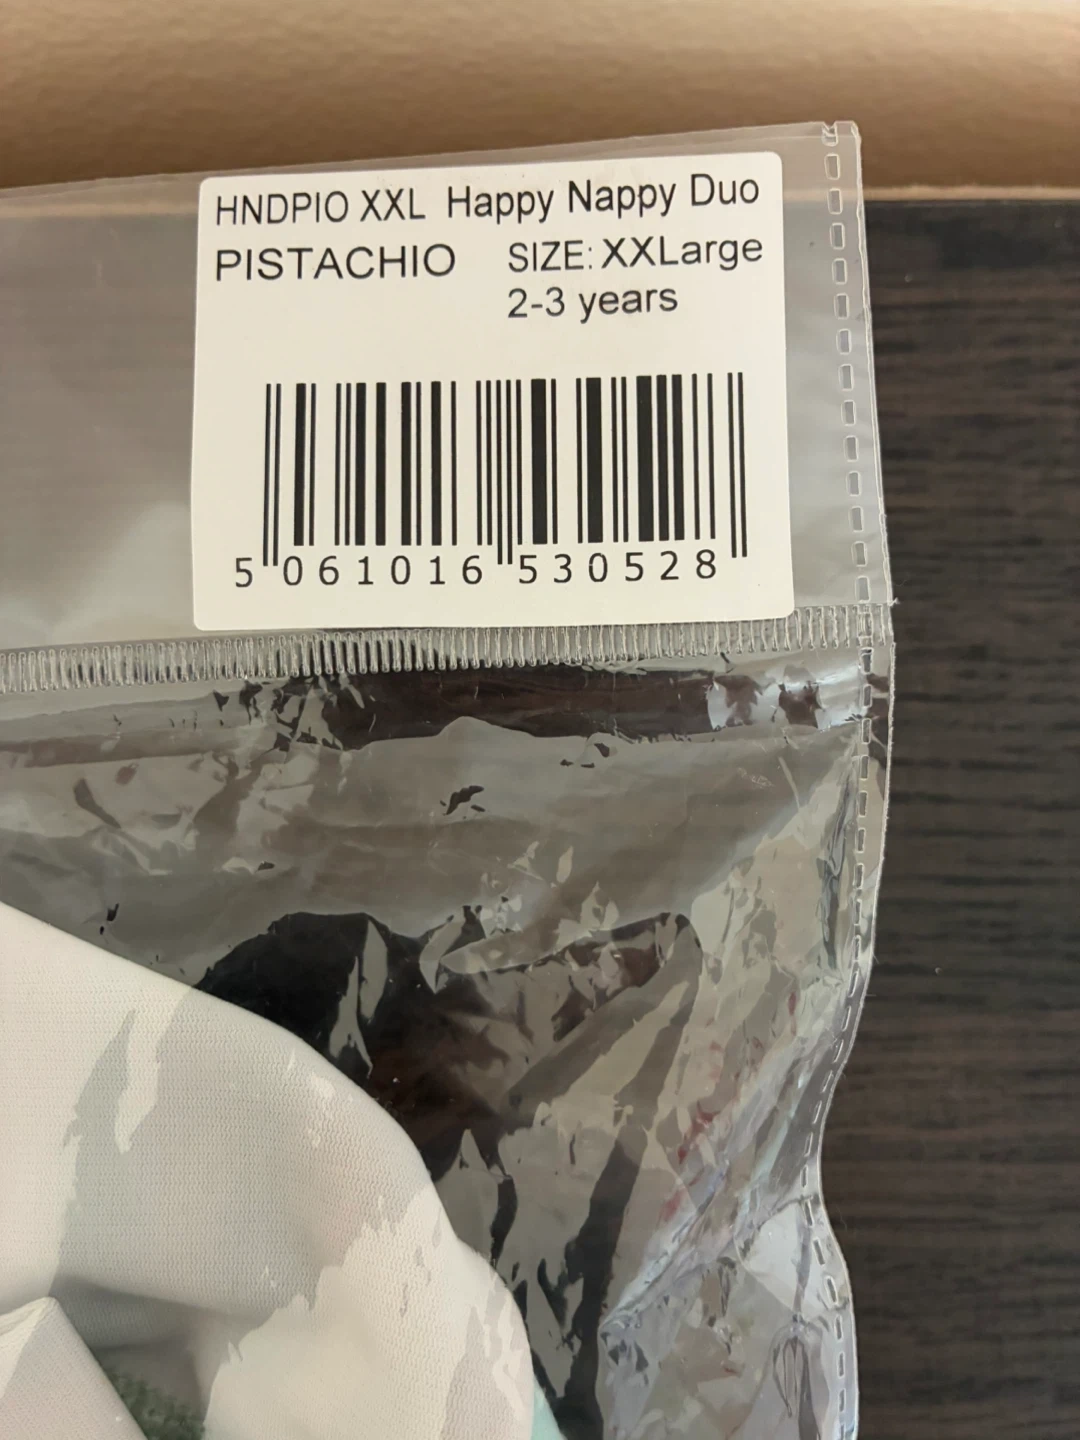 HNDPIO XXL Happy Nappy Duo
PISTACHIO SIZE: XXLarge
2-3 years
5 061016 530528